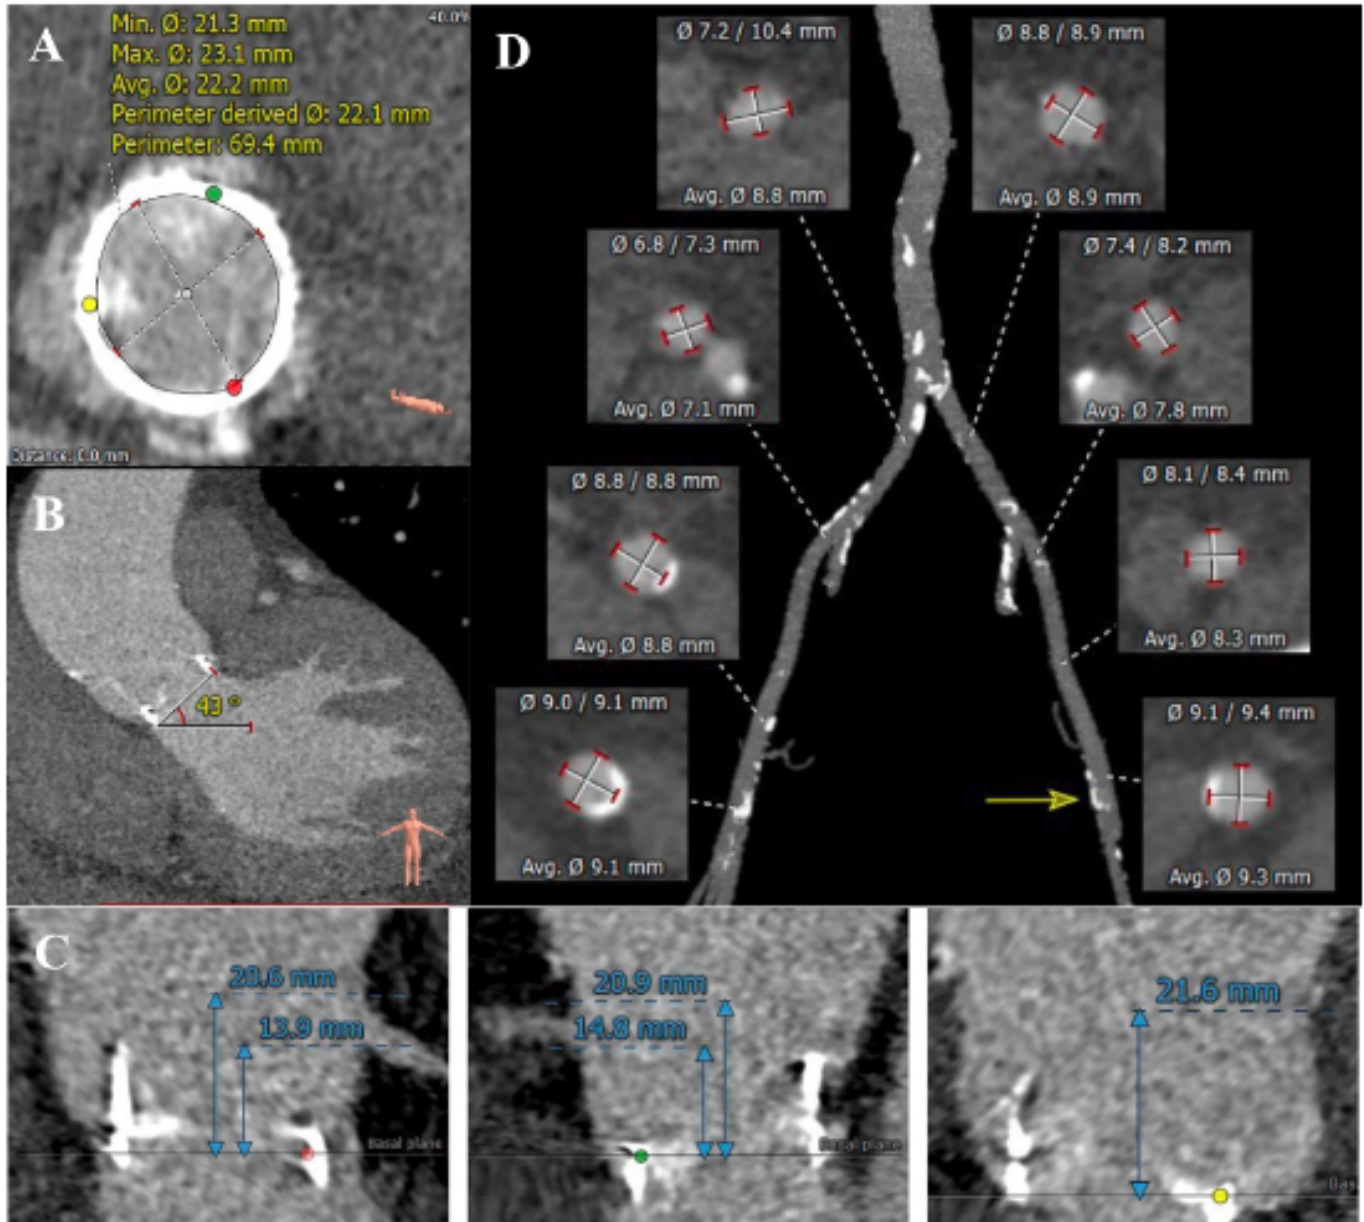 A
Min. Ø: 21.3 mm
Max. Ø: 23.1 mm
Avg. Ø: 22.2 mm
Perimeter derived Ø: 22.1 mm
Perimeter: 69.4 mm
40.0%
Distance: 0.0 mm
B
43 °
D
Ø 7.2 / 10.4 mm
Avg. Ø 8.8 mm
Ø 8.8 / 8.9 mm
Avg. Ø 8.9 mm
Ø 6.8 / 7.3 mm
Avg. Ø 7.1 mm
Ø 7.4 / 8.2 mm
Avg. Ø 7.8 mm
Ø 8.8 / 8.8 mm
Avg. Ø 8.8 mm
Ø 8.1 / 8.4 mm
Avg. Ø 8.3 mm
Ø 9.0 / 9.1 mm
Avg. Ø 9.1 mm
Ø 9.1 / 9.4 mm
Avg. Ø 9.3 mm
C
20.6 mm
13.9 mm
Basal plane
20.9 mm
14.8 mm
Basal plane
21.6 mm
Bas